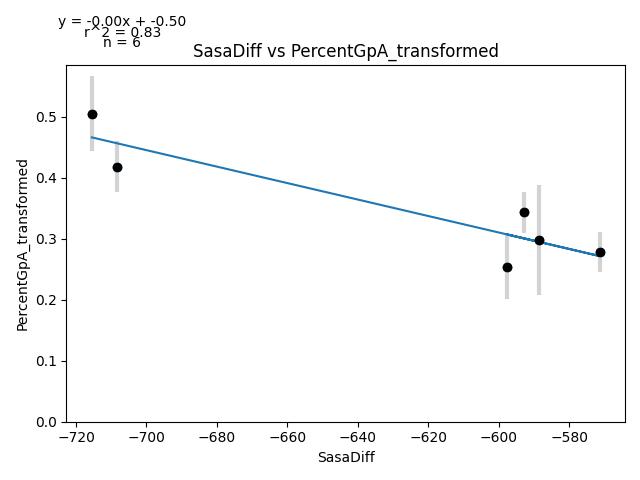 y = -0.00x + -0.50
r^2 = 0.83
n = 6
SasaDiff vs PercentGpA_transformed
PercentGpA_transformed
0.5
0.4
0.3
0.2
0.1
0.0
−720 −700 −680 −660 −640 −620 −600 −580
SasaDiff